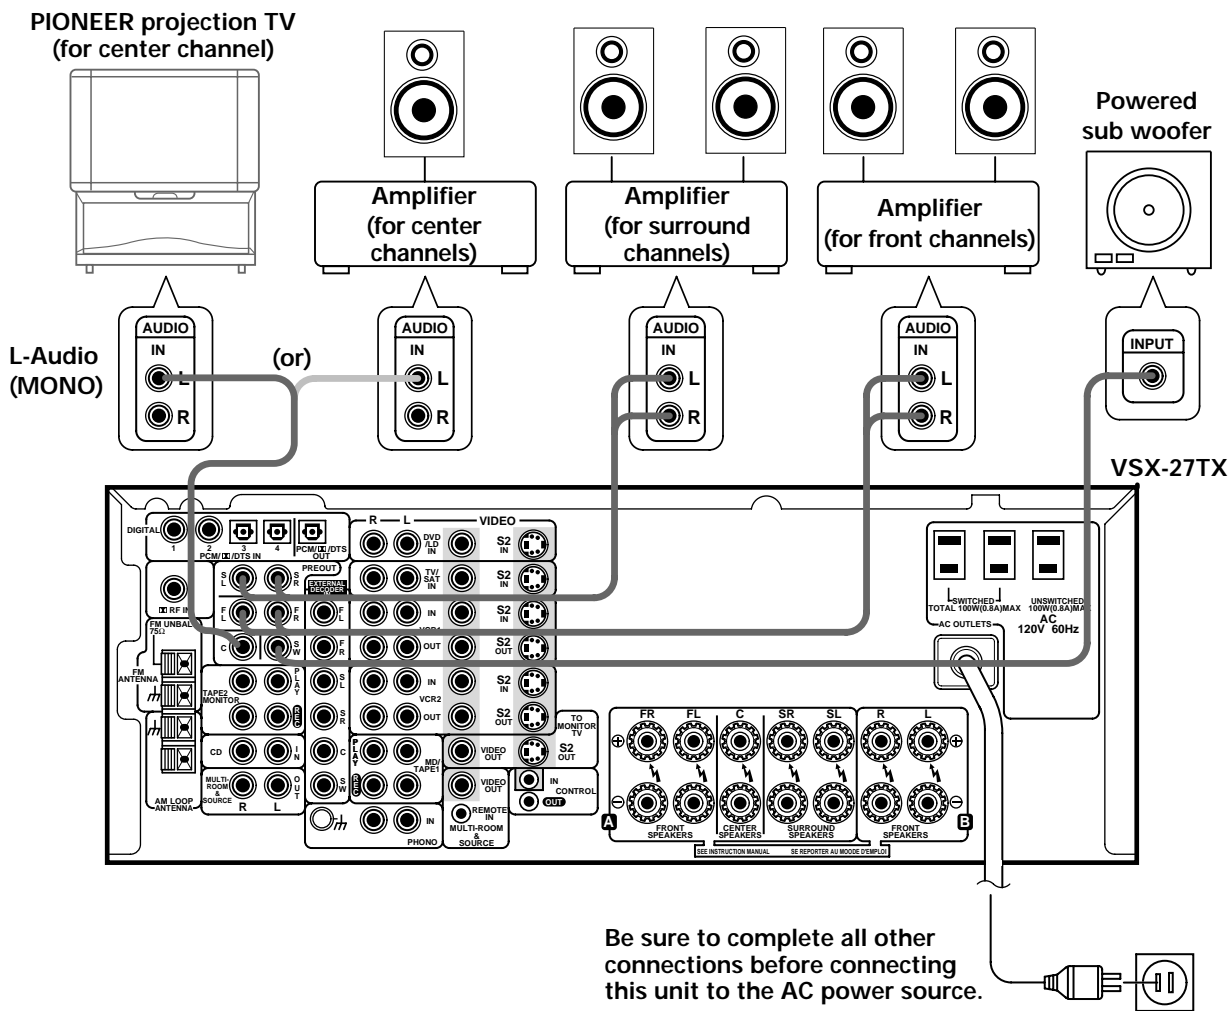 PIONEER projection TV
(for center channel)
Powered
sub woofer
Amplifier
(for center
channels)
Amplifier
(for surround
channels)
Amplifier
(for front channels)
L-Audio
(MONO)
AUDIO
IN
L
R
(or)
AUDIO
IN
L
R
AUDIO
IN
L
R
AUDIO
IN
L
R
INPUT
VSX-27TX
DIGITAL
1
2
3
4
PCM/ /DTS IN
PCM/ /DTS
OUT
RF IN
PREOUT
S L
S R
F L
F R
C
S W
EXTERNAL
DECODER
F L
F R
S L
S R
C
S W
FM UNBAL
75Ω
FM
ANTENNA
AM LOOP
ANTENNA
TAPE2
MONITOR
PLAY
REC
CD
IN
MULTI-
ROOM
&
SOURCE
OUT
R
L
R
L
VIDEO
DVD
/LD
IN
S2
IN
TV/
SAT
IN
S2
IN
IN
VCR1
S2
IN
OUT
S2
OUT
IN
S2
IN
VCR2
OUT
S2
OUT
TO
MONITOR
TV
PLAY
REC
MD/
TAPE1
VIDEO
OUT
S2
OUT
VIDEO
OUT
IN
CONTROL
OUT
REMOTE
IN
MULTI-ROOM
&
SOURCE
IN
PHONO
SWITCHED
TOTAL 100W(0.8A)MAX
UNSWITCHED
100W(0.8A)MAX
AC OUTLETS
AC
120V 60Hz
FR
FL
C
SR
SL
R
L
A
FRONT
SPEAKERS
CENTER
SPEAKERS
SURROUND
SPEAKERS
FRONT
SPEAKERS
B
SEE INSTRUCTION MANUAL
SE REPORTER AU MOODE D'EMPLOI
Be sure to complete all other
connections before connecting
this unit to the AC power source.